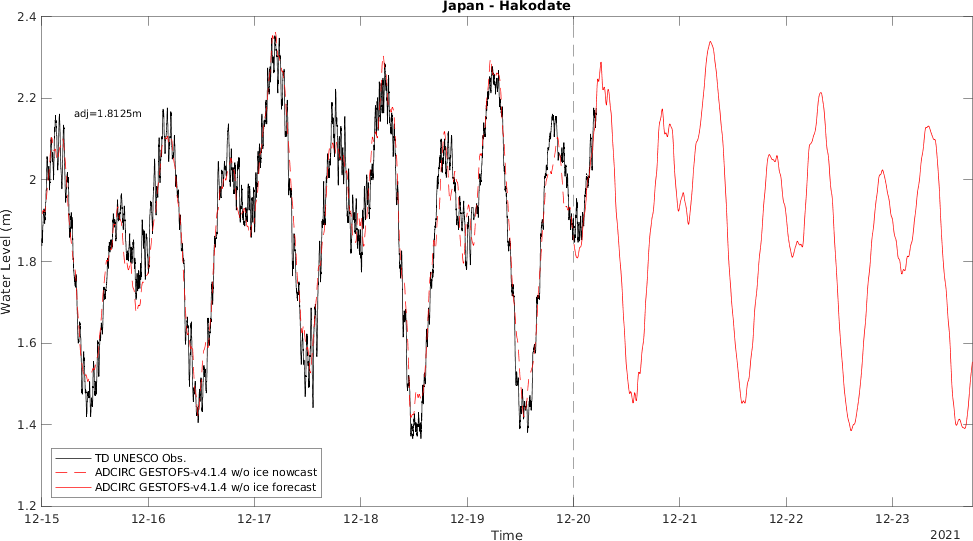 Japan - Hakodate
2.4
2.2
2
1.8
1.6
1.4
1.2
Water Level (m)
adj=1.8125m
TD UNESCO Obs.
ADCIRC GESTOFS-v4.1.4 w/o ice nowcast
ADCIRC GESTOFS-v4.1.4 w/o ice forecast
12-15 12-16 12-17 12-18 12-19 12-20 12-21 12-22 12-23
Time
2021